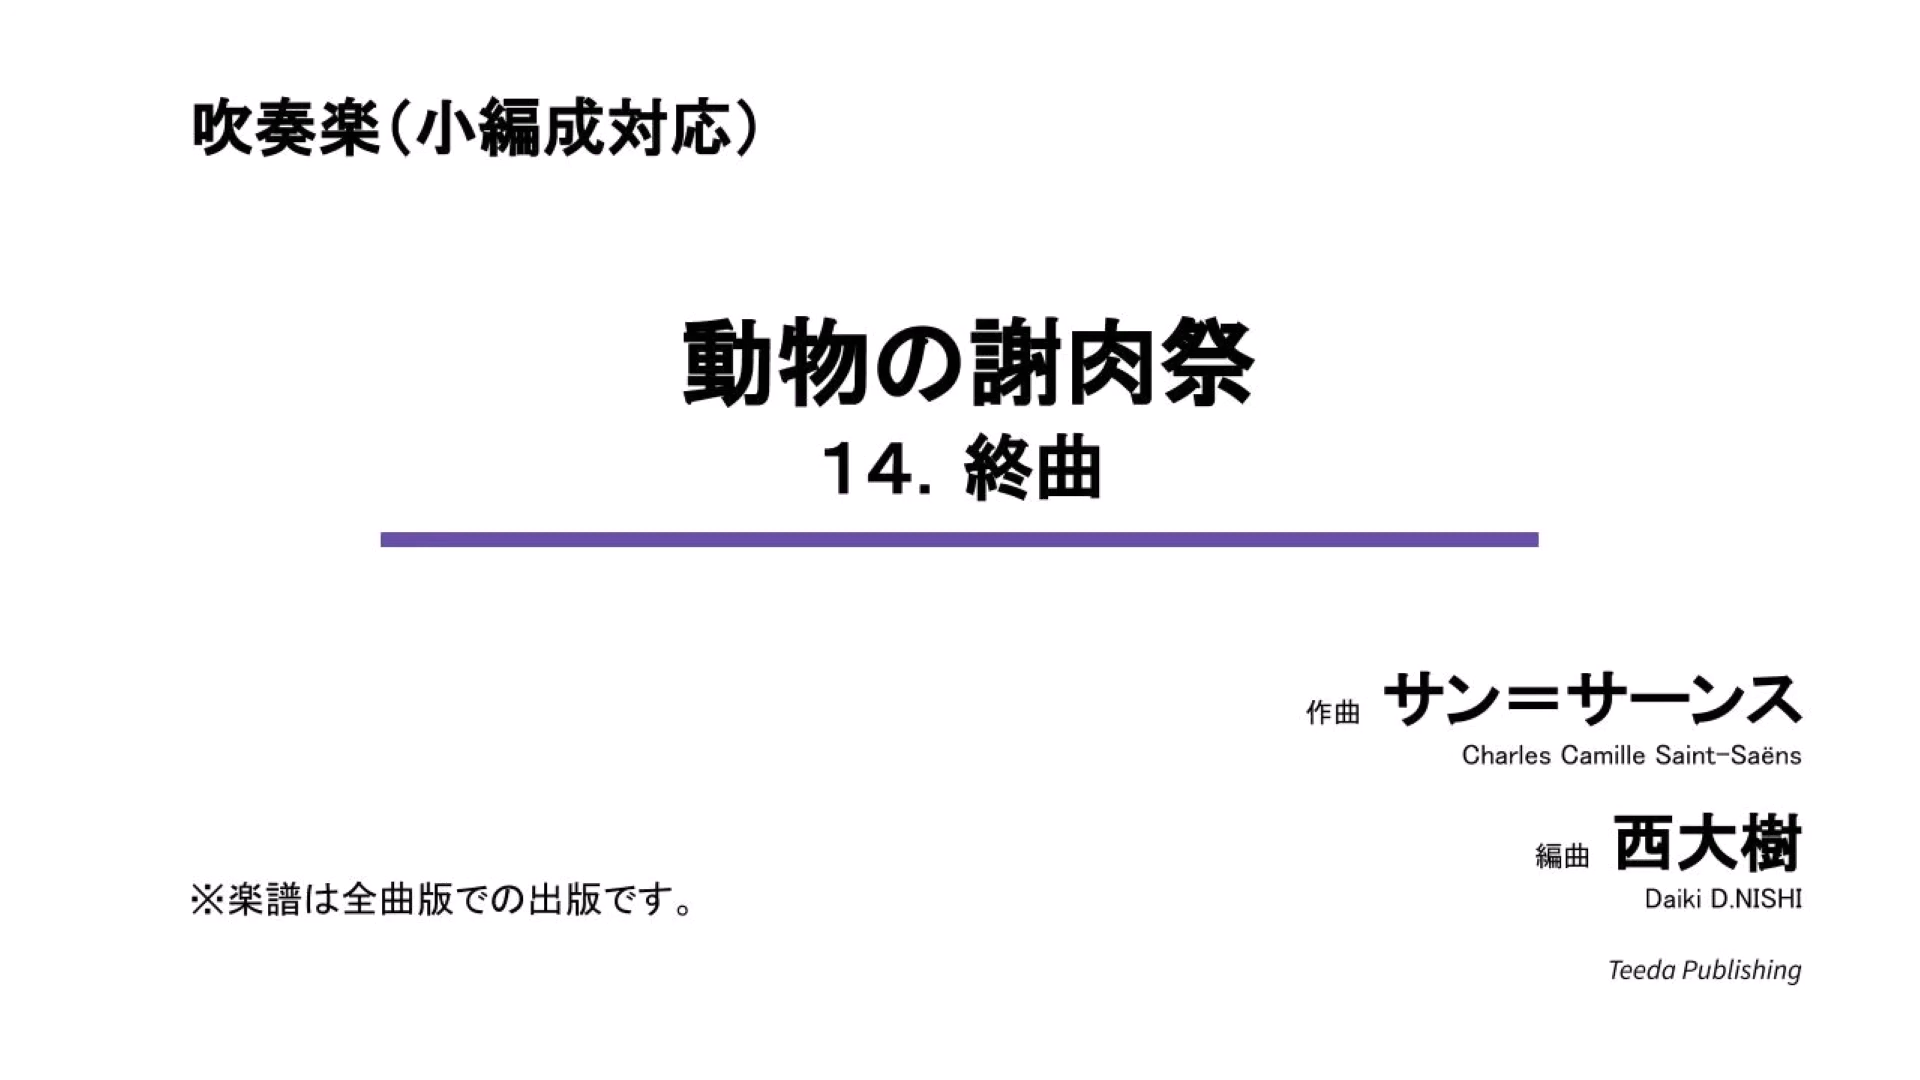 吹奏楽（小編成対応）
動物の謝肉祭
１４．終曲
作曲 サン＝サーンス
Charles Camille Saint-Saëns
編曲 西大樹
Daiki D.NISHI
※楽譜は全曲版での出版です。
Teeda Publishing